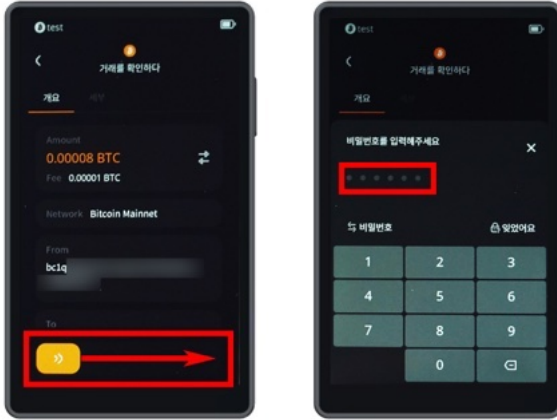 test
거래를 확인하다
개요 세부
Amount
0.00008 BTC
Fee 0.00001 BTC
Network Bitcoin Mainnet
From
bc1q
To
test
거래를 확인하다
개요
비밀번호를 입력해주세요
비밀번호 잊었어요
1 2 3
4 5 6
7 8 9
0